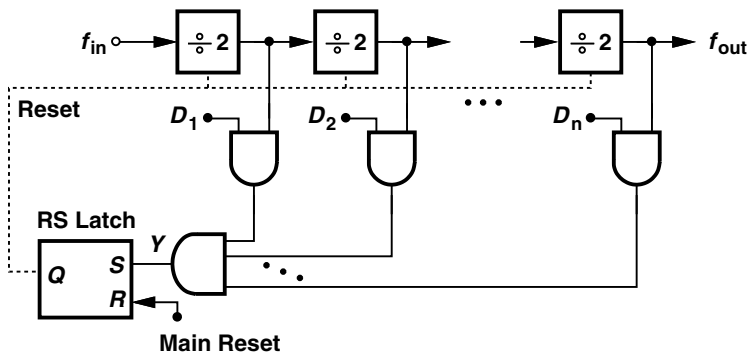 f_in
÷ 2
÷ 2
÷ 2
f_out
Reset
D_1
D_2
D_n
RS Latch
Y
Q
S
R
Main Reset